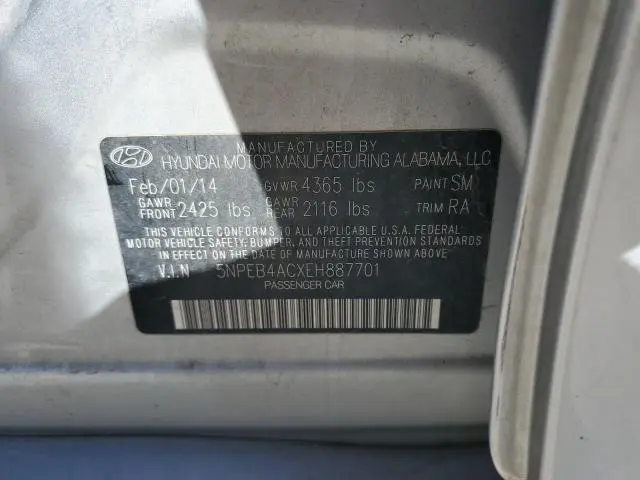 MANUFACTURED BY
HYUNDAI MOTOR MANUFACTURING ALABAMA, LLC
Feb/01/14 GVWR 4365 lbs PAINT SM
GAWR FRONT 2425 lbs GAWR REAR 2116 lbs TRIM RA
THIS VEHICLE CONFORMS TO ALL APPLICABLE U.S.A. FEDERAL
MOTOR VEHICLE SAFETY, BUMPER, AND THEFT PREVENTION STANDARDS
IN EFFECT ON THE DATE OF MANUFACTURE SHOWN ABOVE.
V.I.N 5NPEB4ACXEH887701
PASSENGER CAR